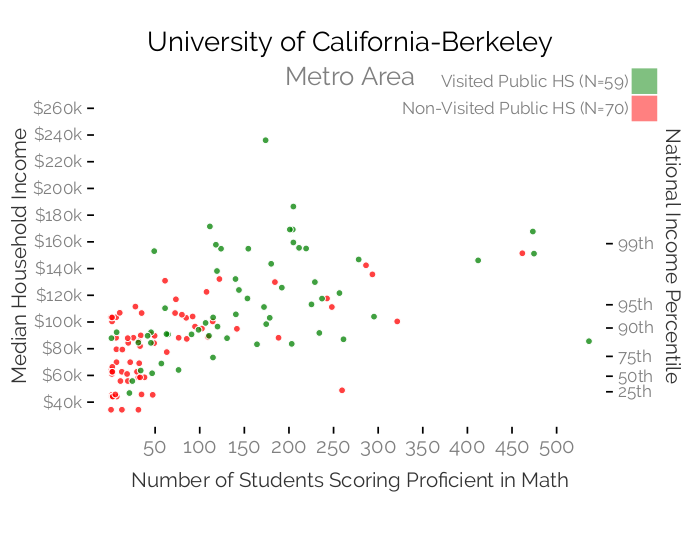 University of California-Berkeley
Metro Area
Visited Public HS (N=59)
Non-Visited Public HS (N=70)
Median Household Income
$260k
$240k
$220k
$200k
$180k
$160k
$140k
$120k
$100k
$80k
$60k
$40k
National Income Percentile
99th
95th
90th
75th
50th
25th
50 100 150 200 250 300 350 400 450 500
Number of Students Scoring Proficient in Math